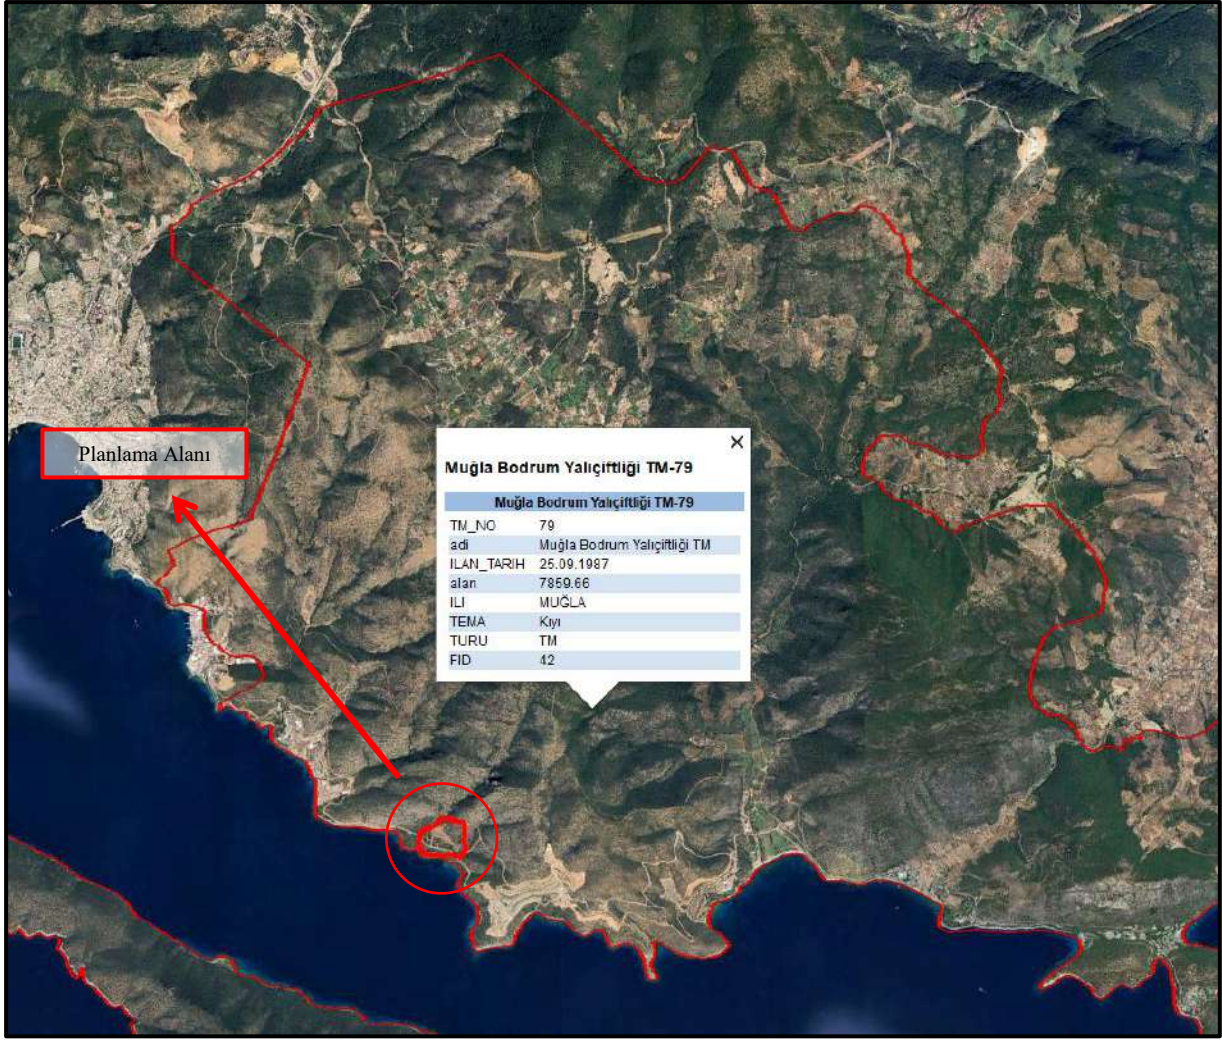 Planlama Alanı
Muğla Bodrum Yalıçiftliği TM-79
Muğla Bodrum Yalıçiftliği TM-79
TM_NO 79
adi Muğla Bodrum Yalıçiftliği TM
ILAN_TARIH 25.09.1987
alan 7859.66
ILI MUĞLA
TEMA Kıyı
TURU TM
FID 42